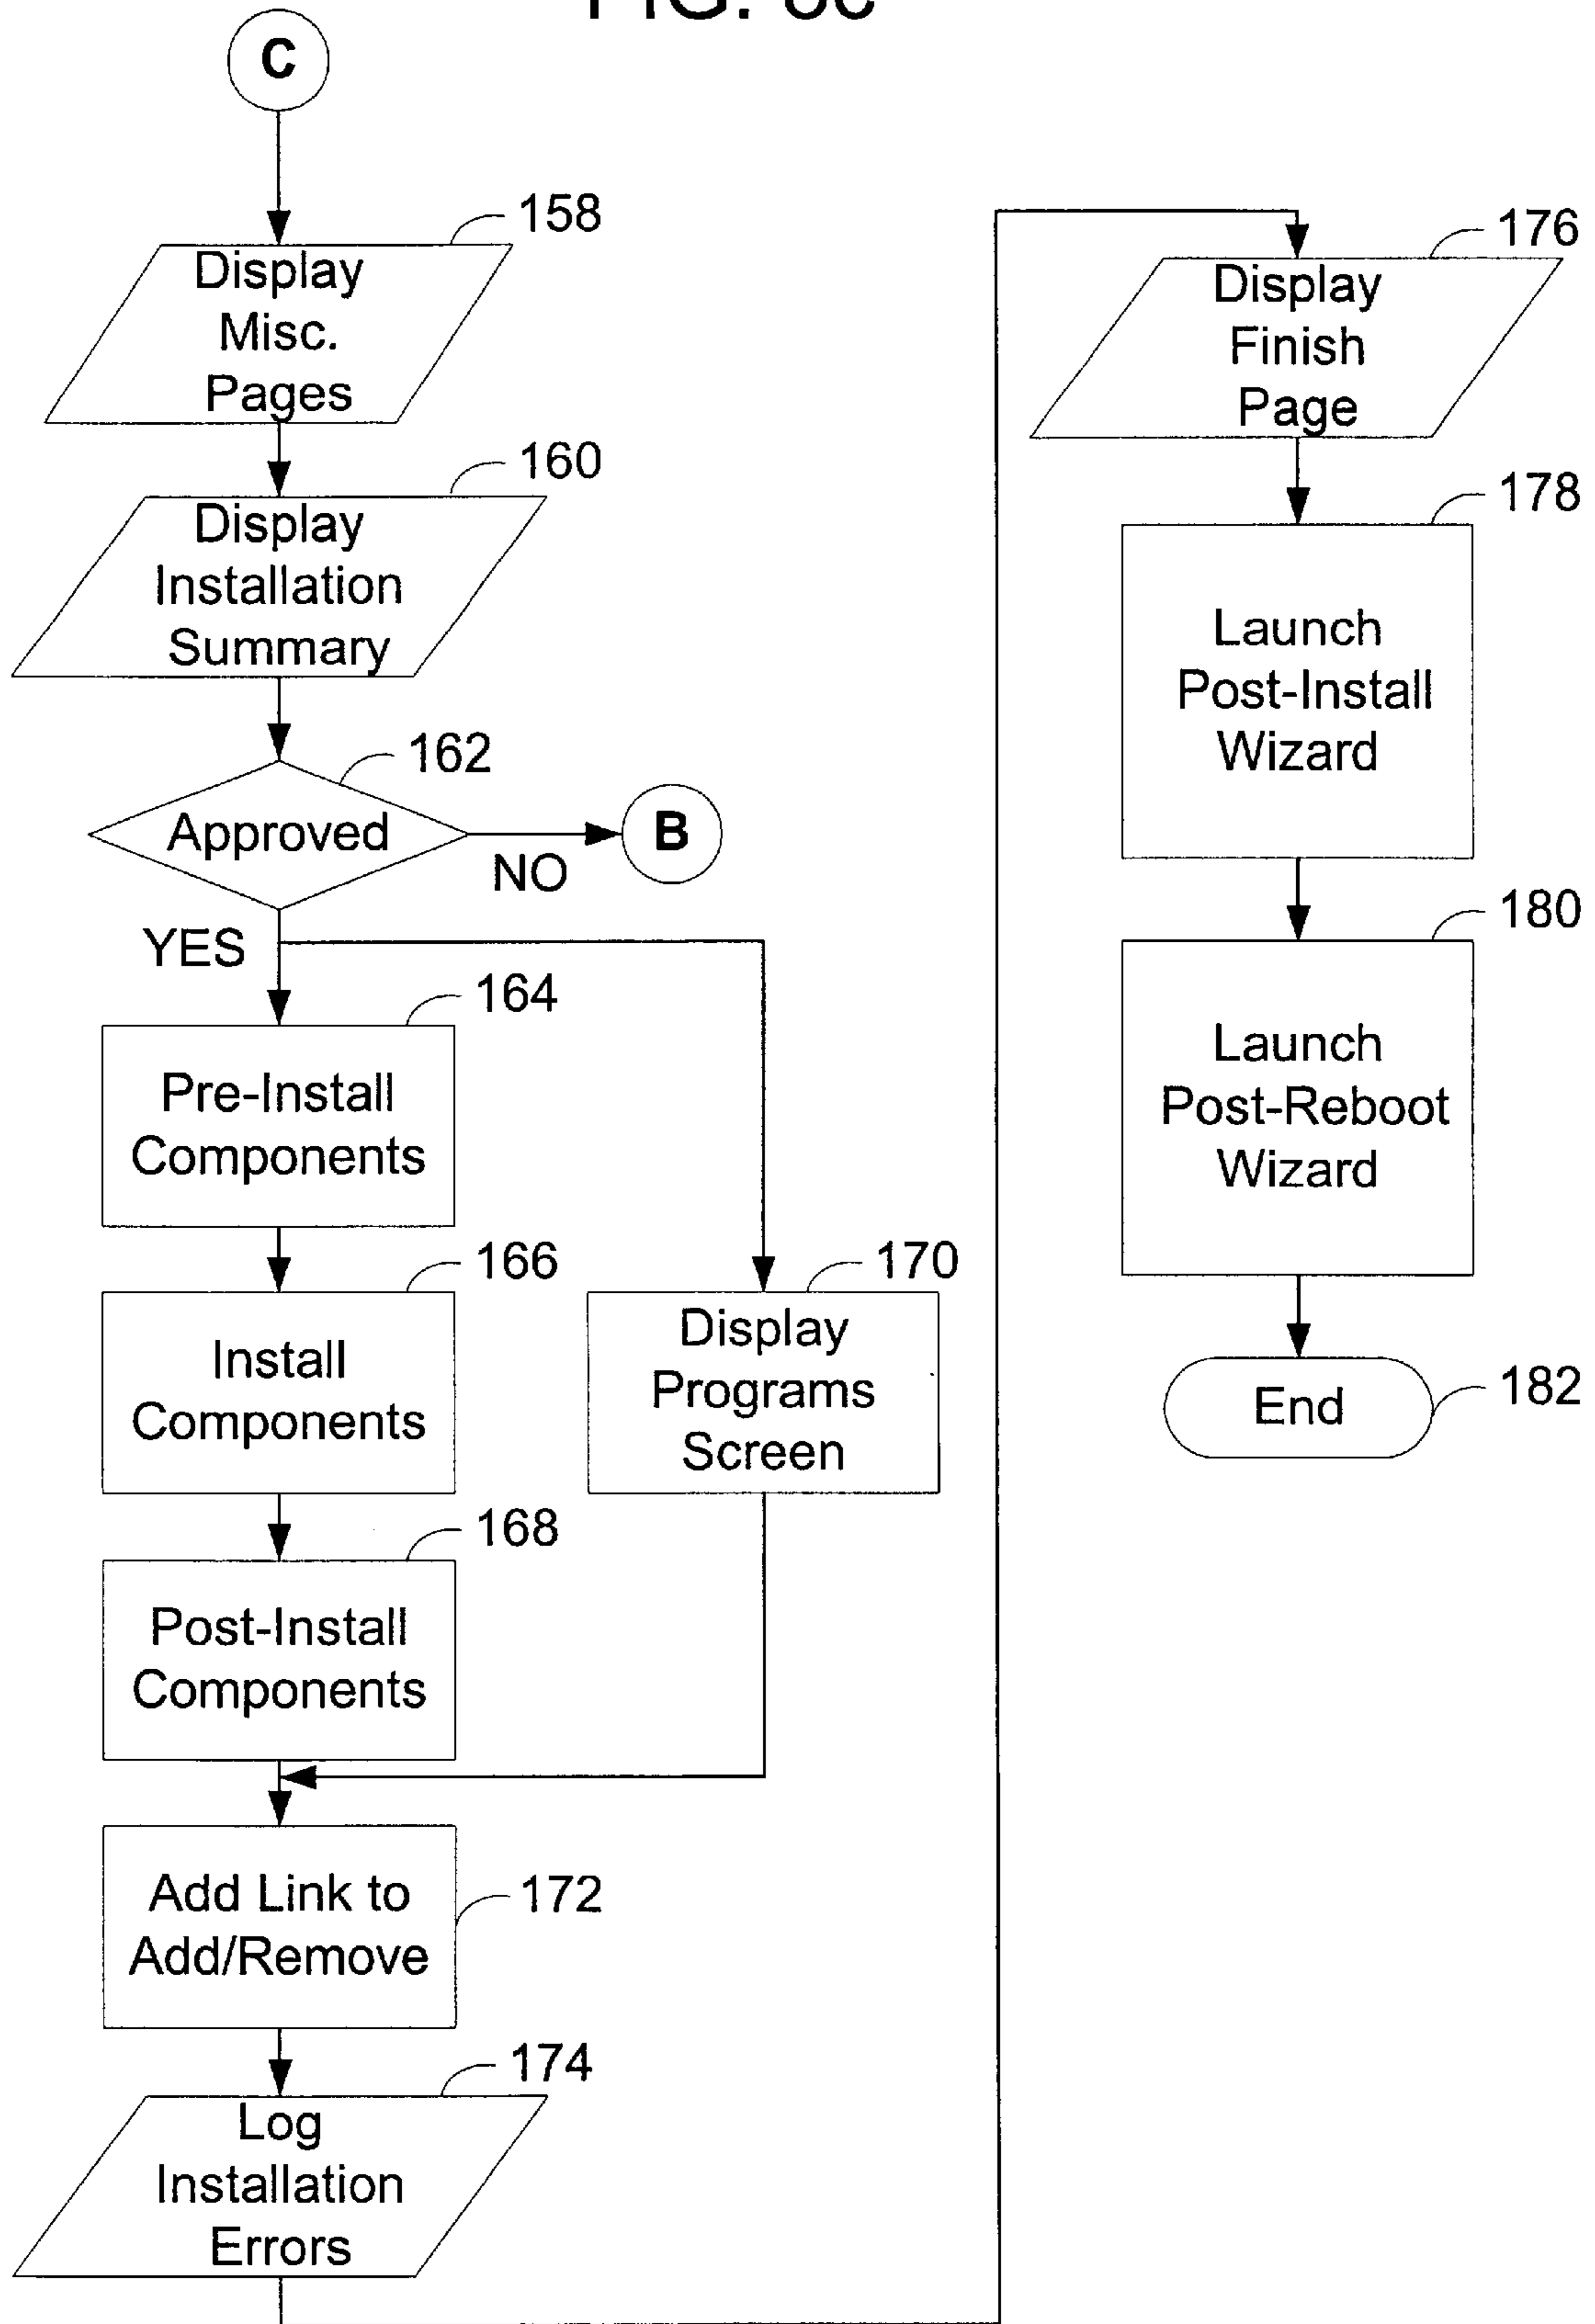 C
158
Display
Misc.
Pages
160
Display
Installation
Summary
162
Approved
NO
B
YES
164
Pre-Install
Components
166
Install
Components
170
Display
Programs
Screen
168
Post-Install
Components
172
Add Link to
Add/Remove
174
Log
Installation
Errors
176
Display
Finish
Page
178
Launch
Post-Install
Wizard
180
Launch
Post-Reboot
Wizard
End
182